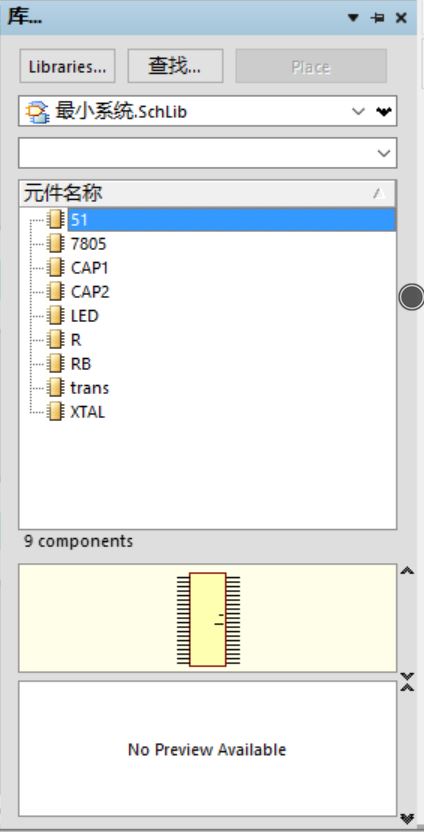 库...
Libraries...
查找...
Place
最小系统.SchLib
元件名称
51
7805
CAP1
CAP2
LED
R
RB
trans
XTAL
9 components
No Preview Available